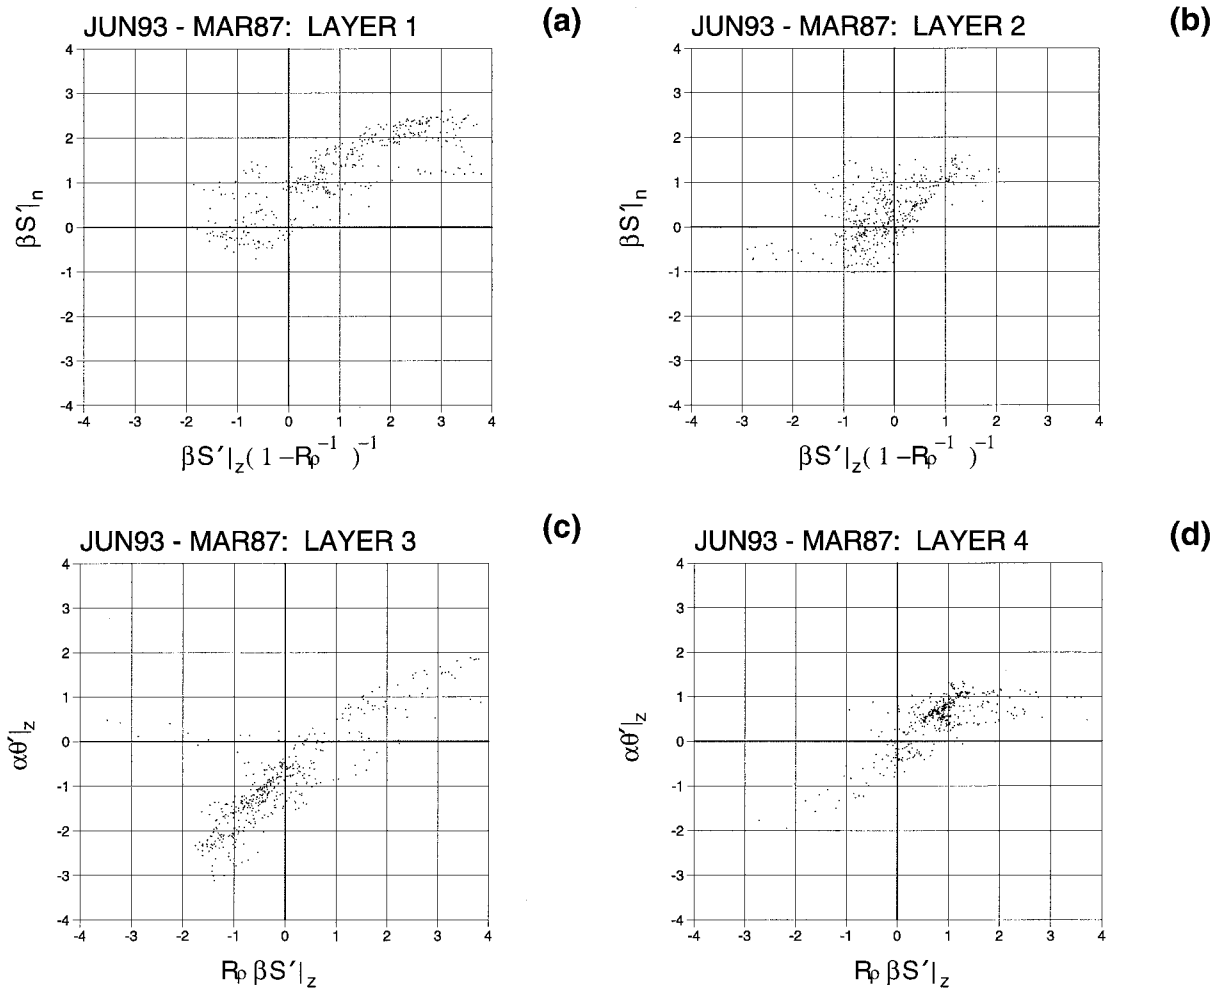 JUN93 - MAR87: LAYER 1
(a)
4
3
2
1
0
-1
-2
-3
-4
βS′|n
-4 -3 -2 -1 0 1 2 3 4
βS′|z( 1 –Rρ⁻¹ )⁻¹
JUN93 - MAR87: LAYER 2
(b)
4
3
2
1
0
-1
-2
-3
-4
βS′|n
-4 -3 -2 -1 0 1 2 3 4
βS′|z( 1 –Rρ⁻¹ )⁻¹
JUN93 - MAR87: LAYER 3
(c)
4
3
2
1
0
-1
-2
-3
-4
αθ′|z
-4 -3 -2 -1 0 1 2 3 4
Rρ βS′|z
JUN93 - MAR87: LAYER 4
(d)
4
3
2
1
0
-1
-2
-3
-4
αθ′|z
-4 -3 -2 -1 0 1 2 3 4
Rρ βS′|z